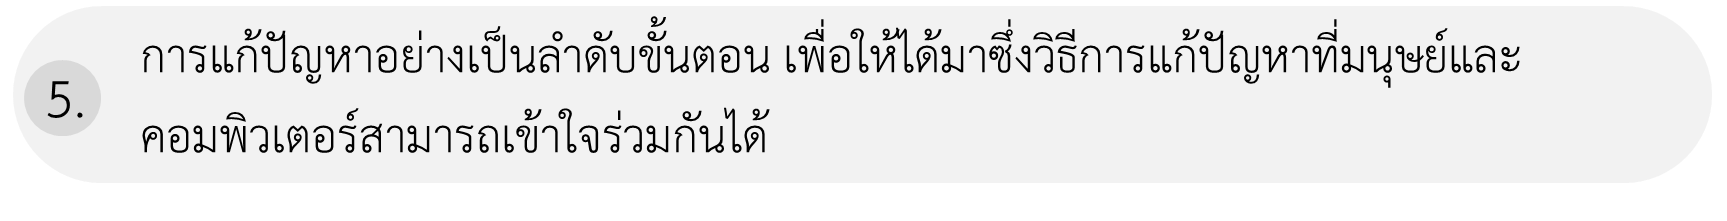 5. การแก้ปัญหาอย่างเป็นลำดับขั้นตอน เพื่อให้ได้มาซึ่งวิธีการแก้ปัญหาที่มนุษย์และ
คอมพิวเตอร์สามารถเข้าใจร่วมกันได้